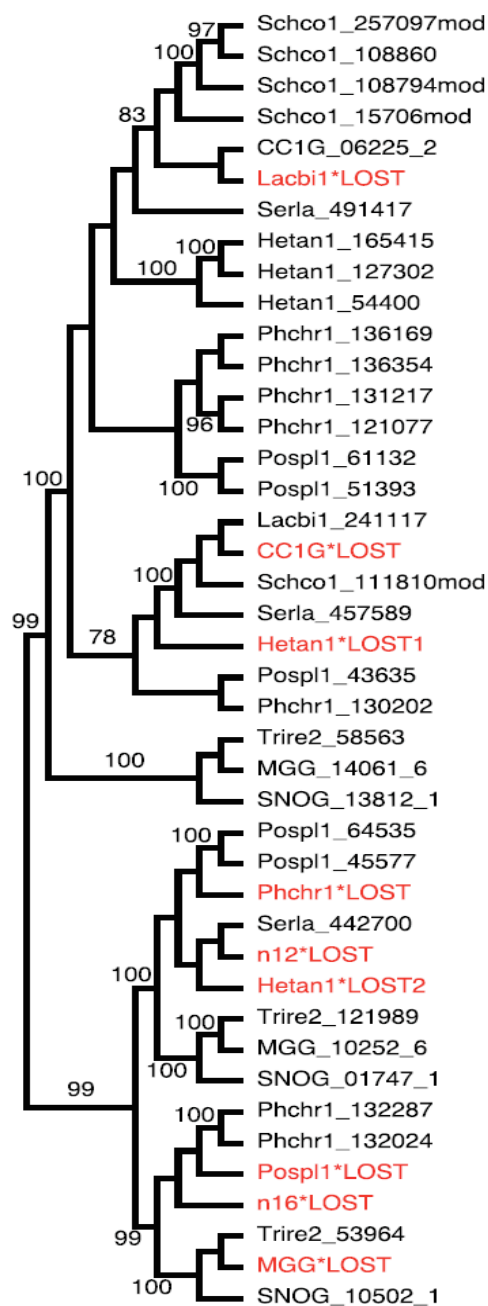 Schco1_257097mod
97
Schco1_108860
100
Schco1_108794mod
Schco1_15706mod
83
CC1G_06225_2
Lacbi1*LOST
Serla_491417
Hetan1_165415
100
Hetan1_127302
100
Hetan1_54400
Phchr1_136169
Phchr1_136354
Phchr1_131217
Phchr1_121077
96
Pospl1_61132
100
Pospl1_51393
100
Lacbi1_241117
CC1G*LOST
100
Schco1_111810mod
Serla_457589
99
78
Hetan1*LOST1
Pospl1_43635
Phchr1_130202
Trire2_58563
100
MGG_14061_6
SNOG_13812_1
100
Pospl1_64535
Pospl1_45577
Phchr1*LOST
Serla_442700
n12*LOST
100
Hetan1*LOST2
100
Trire2_121989
MGG_10252_6
100
SNOG_01747_1
99
100
Phchr1_132287
Phchr1_132024
Pospl1*LOST
n16*LOST
99
Trire2_53964
MGG*LOST
100
SNOG_10502_1